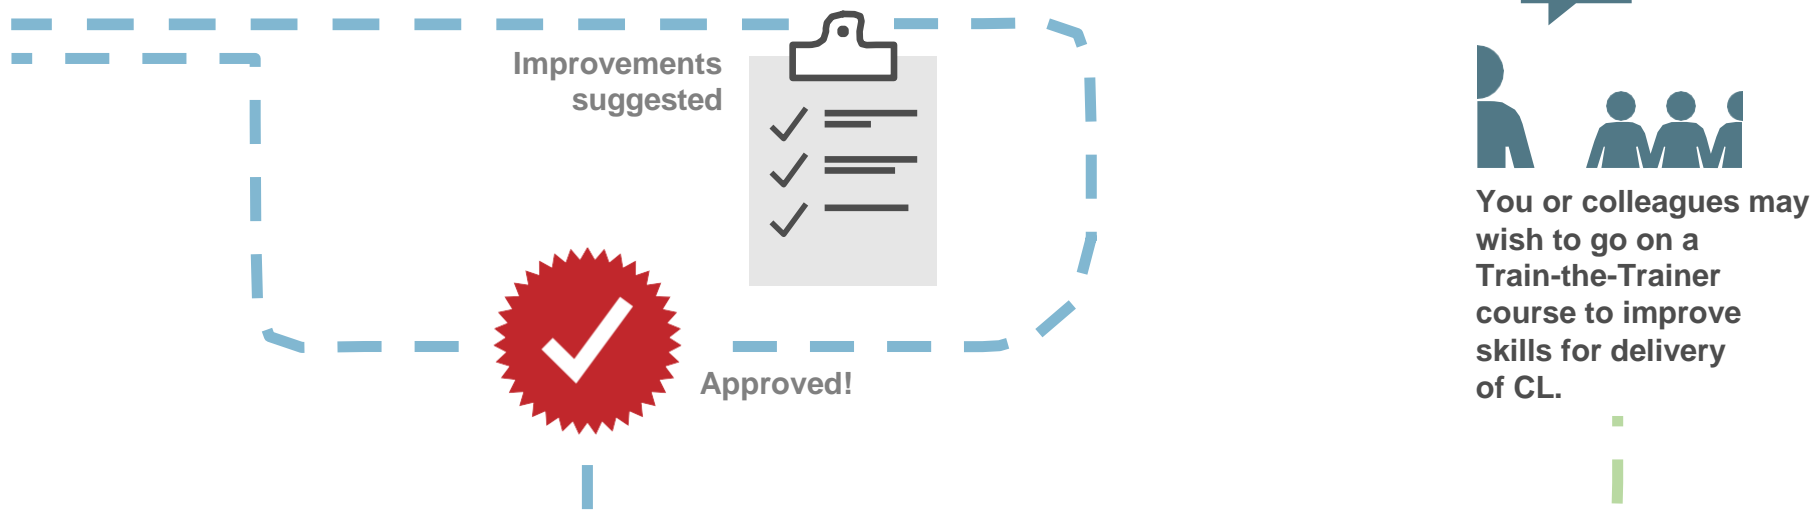 Improvements
suggested
Approved!
You or colleagues may
wish to go on a
Train-the-Trainer
course to improve
skills for delivery
of CL.